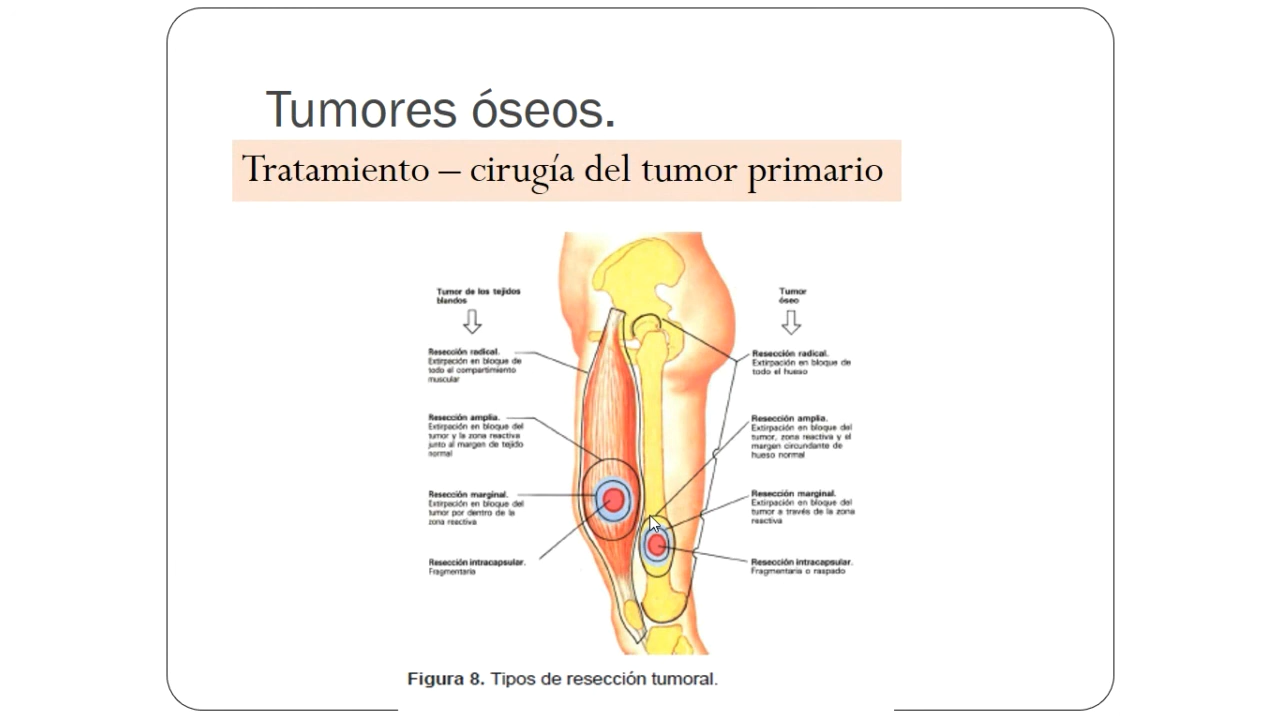 Tumores óseos.
Tratamiento – cirugía del tumor primario
Tumor de los tejidos
blandos
Resección radical.
Extirpación en bloque de
todo el compartimiento
muscular
Resección amplia.
Extirpación en bloque del
tumor y la zona reactiva
junto al margen de tejido
normal
Resección marginal.
Extirpación en bloque del
tumor por dentro de la
zona reactiva
Resección intracapsular.
Fragmentaria
Tumor
óseo
Resección radical.
Extirpación en bloque de
todo el hueso
Resección amplia.
Extirpación en bloque del
tumor, zona reactiva y el
margen circundante de
hueso normal
Resección marginal.
Extirpación en bloque del
tumor a través de la zona
reactiva
Resección intracapsular.
Fragmentaria o raspado
Figura 8. Tipos de resección tumoral.